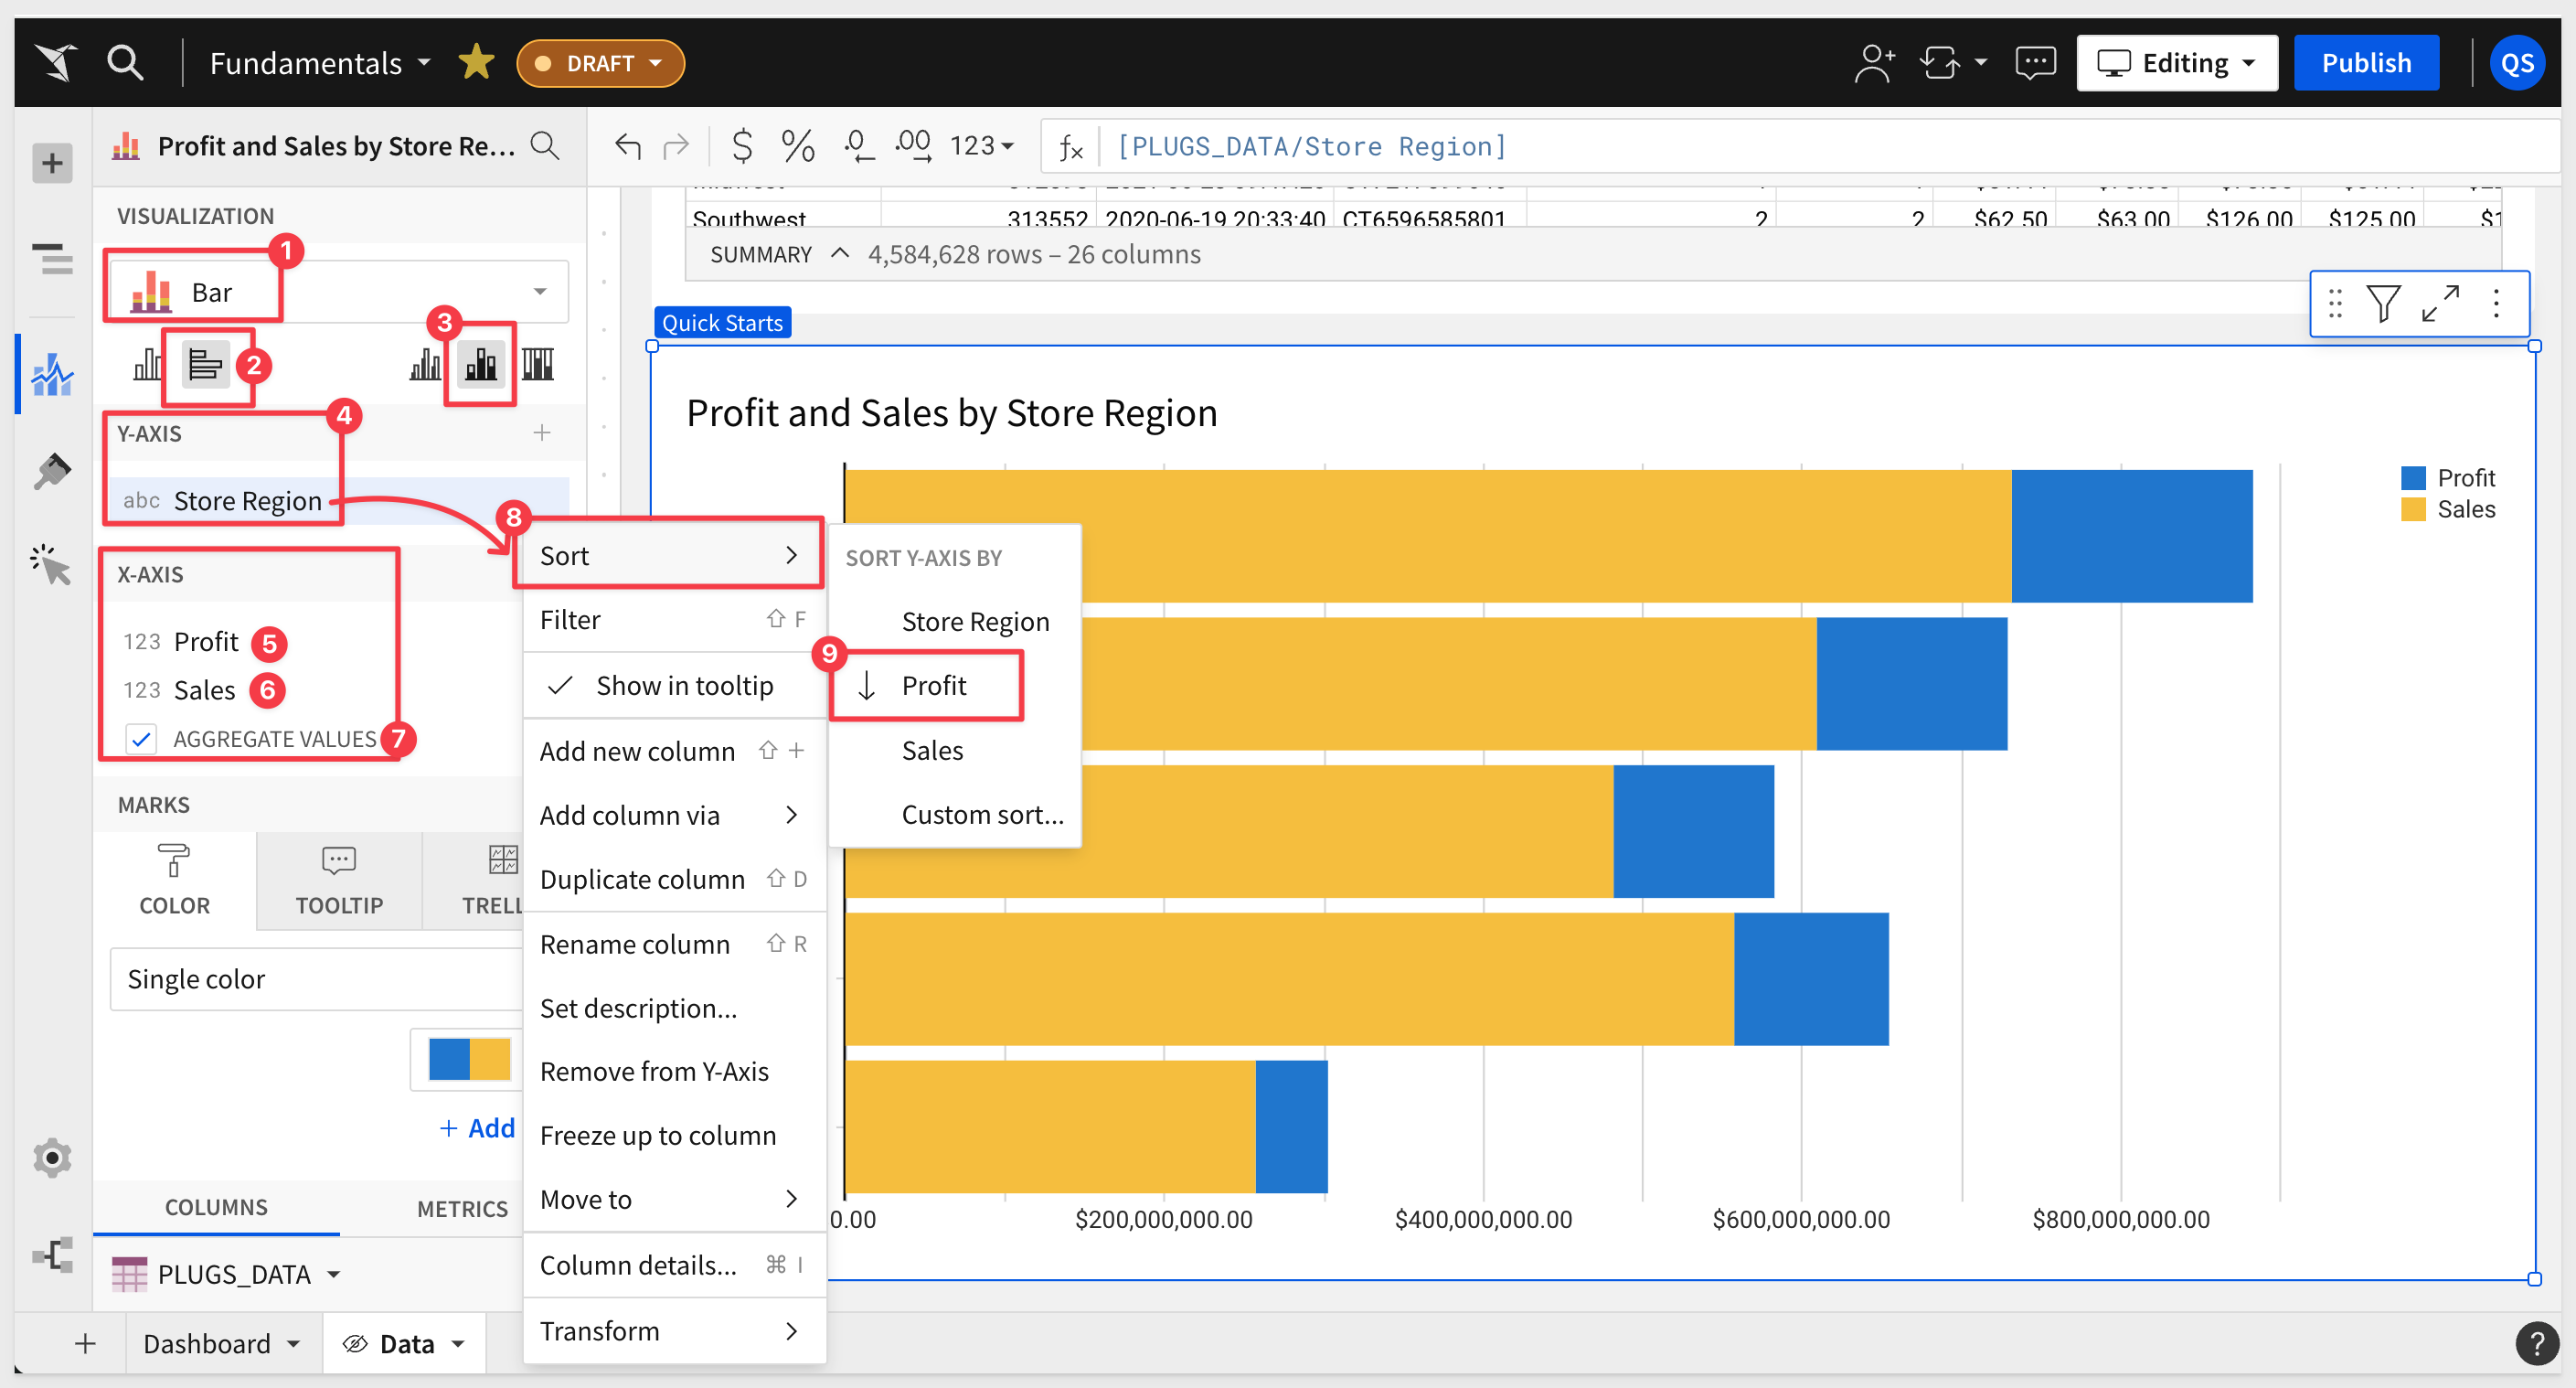 Fundamentals
DRAFT
Editing
Publish
QS
Profit and Sales by Store Re...
$ % .0 .00 123
fx
[PLUGS_DATA/Store Region]
VISUALIZATION
1
Bar
2
3
Y-AXIS
4
abc Store Region
X-AXIS
123 Profit 5
123 Sales 6
AGGREGATE VALUES 7
MARKS
COLOR
TOOLTIP
TRELL
Single color
+ Add
COLUMNS
METRICS
PLUGS_DATA
Southwest 313552 2020-06-19 20:33:40 CT6596585801 2 2 $62.50 $63.00 $126.00 $125.00 $1
SUMMARY 4,584,628 rows – 26 columns
Quick Starts
Profit and Sales by Store Region
Profit
Sales
8
Sort
Filter ⇧ F
Show in tooltip
Add new column ⇧ +
Add column via
Duplicate column ⇧ D
Rename column ⇧ R
Set description...
Remove from Y-Axis
Freeze up to column
Move to
Column details... ⌘ I
Transform
SORT Y-AXIS BY
Store Region
9
Profit
Sales
Custom sort...
0.00
$200,000,000.00
$400,000,000.00
$600,000,000.00
$800,000,000.00
+
Dashboard
Data
?